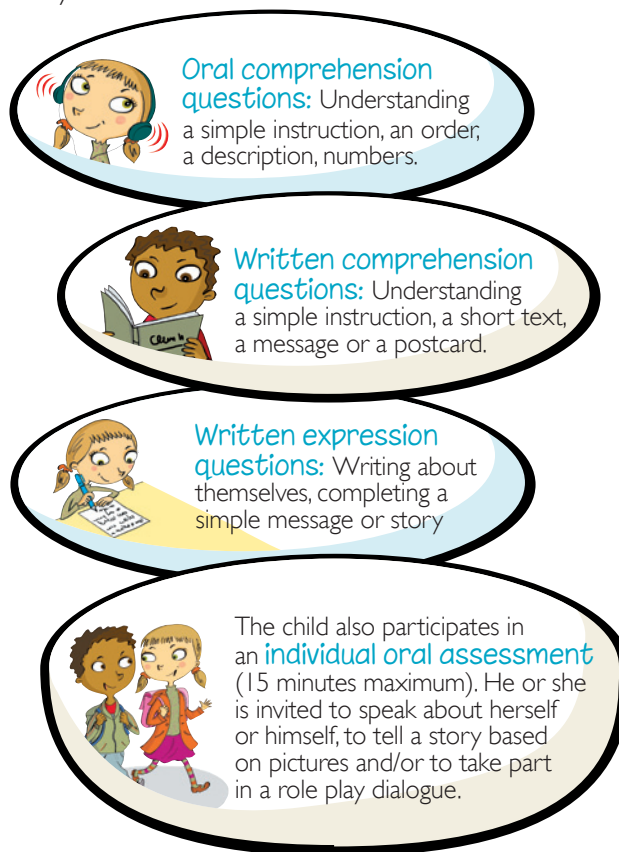 Oral comprehension
questions: Understanding
a simple instruction, an order,
a description, numbers.
Written comprehension
questions: Understanding
a simple instruction, a short text,
a message or a postcard.
Written expression
questions: Writing about
themselves, completing a
simple message or story
The child also participates in
an individual oral assessment
(15 minutes maximum). He or she
is invited to speak about herself
or himself, to tell a story based
on pictures and/or to take part
in a role play dialogue.